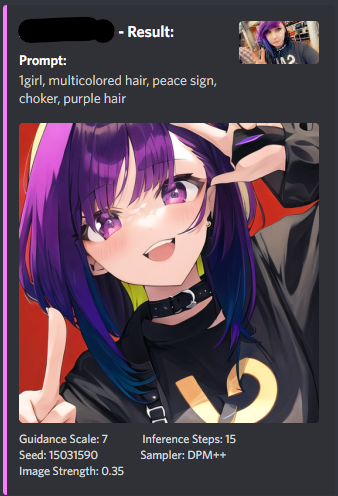 - Result:
Prompt:
1girl, multicolored hair, peace sign,
choker, purple hair
Guidance Scale: 7 Inference Steps: 15
Seed: 15031590 Sampler: DPM++
Image Strength: 0.35